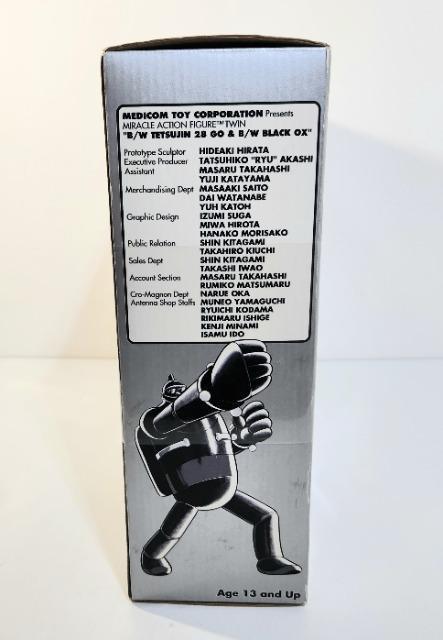 MEDICOM TOY CORPORATION Presents
MIRACLE ACTION FIGURE™ TWIN
"B/W TETSUJIN 28 GO & B/W BLACK OX"
Prototype Sculptor HIDEAKI HIRATA
Executive Producer TATSUHIKO "RYU" AKASHI
Assistant MASARU TAKAHASHI
YUJI KATAYAMA
Merchandising Dept MASAAKI SAITO
DAI WATANABE
YUH KATOH
Graphic Design IZUMI SUGA
MIWA HIROTA
HANAKO MORISAKO
Public Relation SHIN KITAGAMI
TAKAHIRO KIUCHI
Sales Dept SHIN KITAGAMI
TAKASHI IWAO
Account Section MASARU TAKAHASHI
RUMIKO MATSUMARU
Cro-Magnon Dept NARUE OKA
Antenna Shop Staffs MUNEO YAMAGUCHI
RYUICHI KODAMA
RIKIMARU ISHIGE
KENJI MINAMI
ISAMU IDO
Age 13 and Up